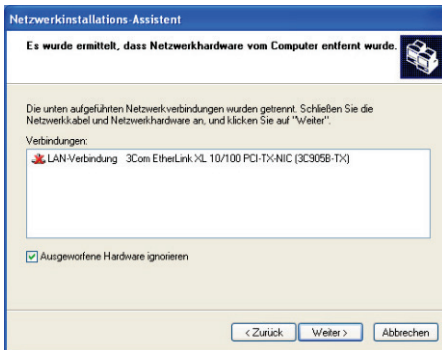 Netzwerkinstallations-Assistent
Es wurde ermittelt, dass Netzwerkhardware vom Computer entfernt wurde.
Die unten aufgeführten Netzwerkverbindungen wurden getrennt. Schließen Sie die
Netzwerkkabel und Netzwerkhardware an, und klicken Sie auf "Weiter".
Verbindungen:
LAN-Verbindung 3Com EtherLink XL 10/100 PCI-TX-NIC (3C905B-TX)
Ausgeworfene Hardware ignorieren
< Zurück Weiter > Abbrechen